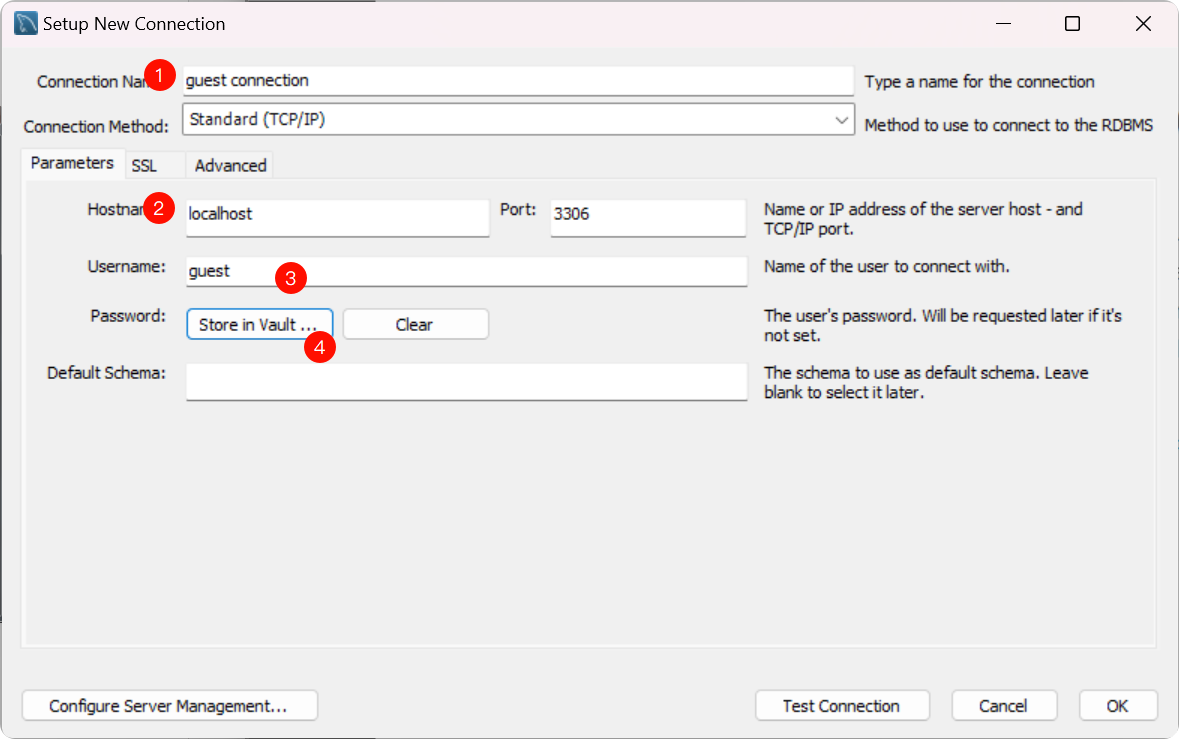 Setup New Connection
Connection Na 1 guest connection Type a name for the connection
Connection Method: Standard (TCP/IP) Method to use to connect to the RDBMS
Parameters SSL Advanced
Hostna 2 localhost Port: 3306 Name or IP address of the server host - and
TCP/IP port.
Username: guest 3 Name of the user to connect with.
Password: Store in Vault ... 4 Clear The user's password. Will be requested later if it's
not set.
Default Schema: The schema to use as default schema. Leave
blank to select it later.
Configure Server Management... Test Connection Cancel OK